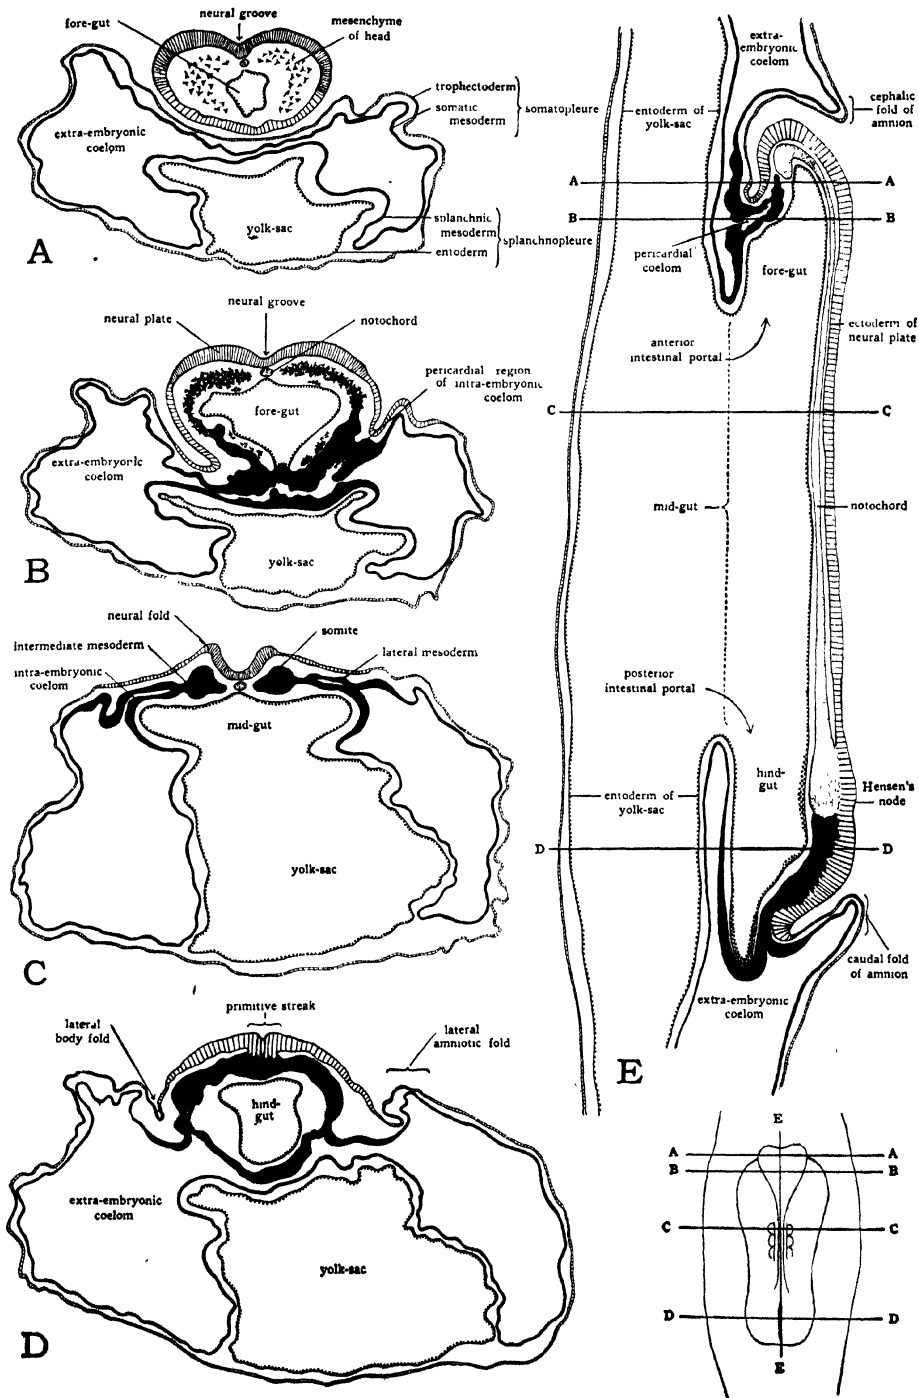 neural groove
fore-gut
mesenchyme
of head
trophectoderm
somatic
mesoderm
somatopleure
extra-embryonic
coelom
yolk-sac
splanchnic
mesoderm
entoderm
splanchnopleure
A
neural groove
neural plate
notochord
pericardial region
of intra-embryonic
coelom
fore-gut
extra-embryonic
coelom
yolk-sac
B
neural fold
somite
intermediate mesoderm
lateral mesoderm
intra-embryonic
coelom
mid-gut
yolk-sac
C
primitive streak
lateral
body fold
lateral
amniotic fold
hind-
gut
extra-embryonic
coelom
yolk-sac
D
extra-
embryonic
coelom
cephalic
fold of
amnion
entoderm of
yolk-sac
A
A
B
B
pericardial
coelom
fore-gut
anterior
intestinal portal
ectoderm of
neural plate
C
C
mid-gut
notochord
posterior
intestinal portal
hind-
gut
Hensen's
node
entoderm of
yolk-sac
D
D
caudal fold
of amnion
extra-embryonic
coelom
E
E
A
A
B
B
C
C
D
D
E